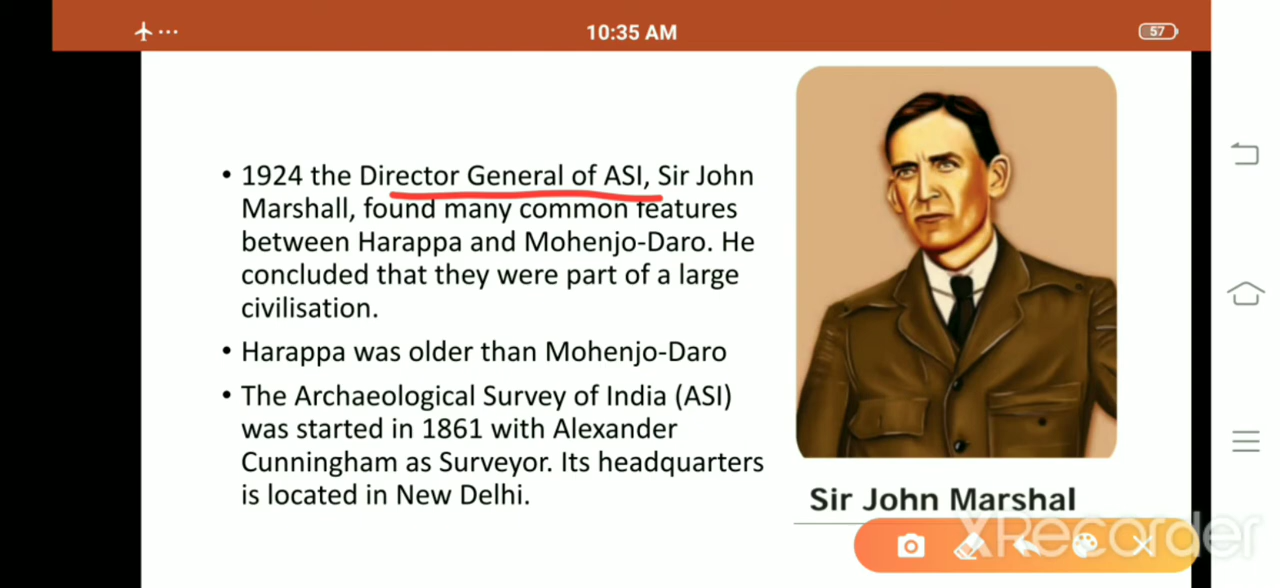 10:35 AM
57
• 1924 the Director General of ASI, Sir John
Marshall, found many common features
between Harappa and Mohenjo-Daro. He
concluded that they were part of a large
civilisation.
• Harappa was older than Mohenjo-Daro
• The Archaeological Survey of India (ASI)
was started in 1861 with Alexander
Cunningham as Surveyor. Its headquarters
is located in New Delhi.
Sir John Marshal
XRecorder